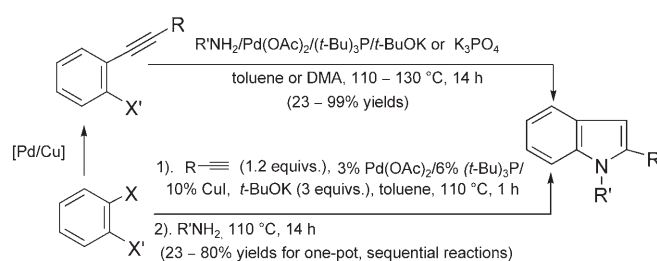 R
R'NH2/Pd(OAc)2/(t-Bu)3P/t-BuOK or K3PO4
toluene or DMA, 110 – 130 °C, 14 h
(23 – 99% yields)
X'
[Pd/Cu]
R
N
R'
1). R (1.2 equivs.), 3% Pd(OAc)2/6% (t-Bu)3P/
10% CuI, t-BuOK (3 equivs.), toluene, 110 °C, 1 h
X
X'
2). R'NH2, 110 °C, 14 h
(23 – 80% yields for one-pot, sequential reactions)